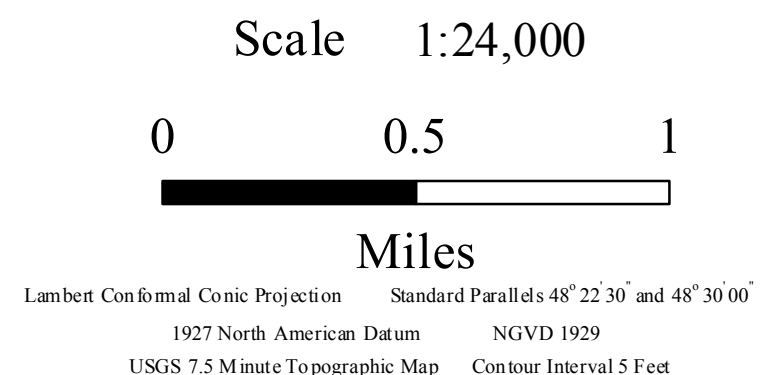 Scale 1:24,000
0 0.5 1
Miles
Lambert Conformal Conic Projection Standard Parallels 48° 22' 30" and 48° 30' 00"
1927 North American Datum NGVD 1929
USGS 7.5 Minute Topographic Map Contour Interval 5 Feet